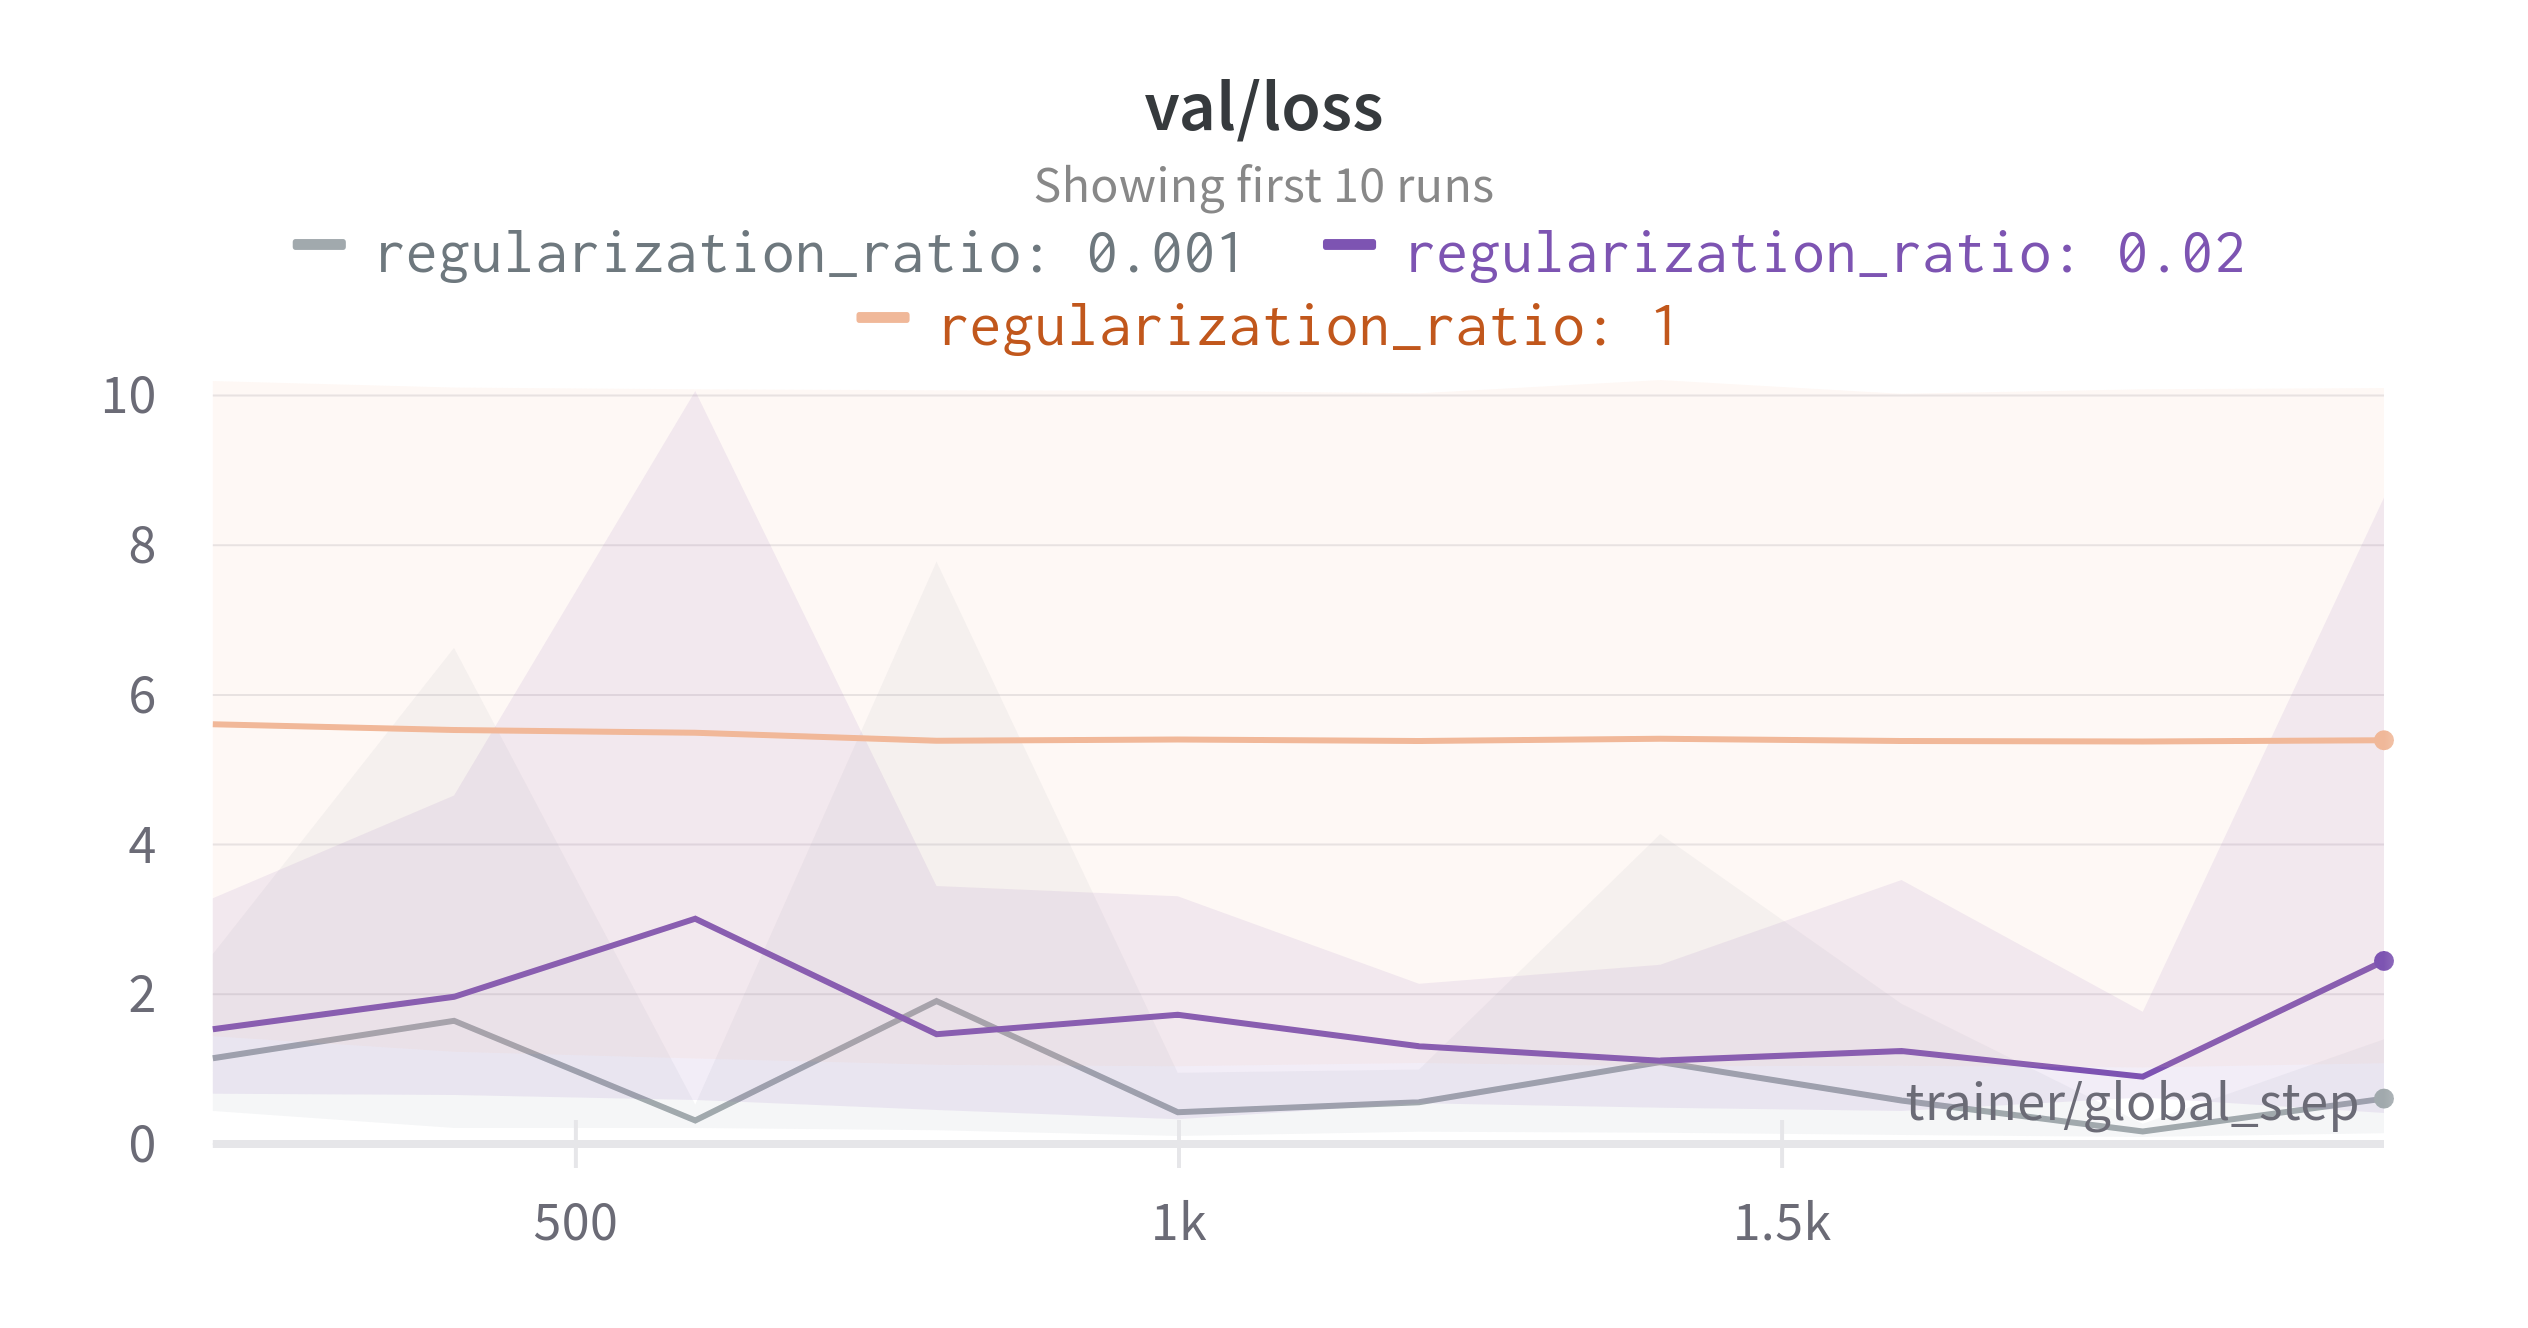 val/loss
Showing first 10 runs
regularization_ratio: 0.001 regularization_ratio: 0.02
regularization_ratio: 1
10
8
6
4
2
trainer/global_step
0
500 1k 1.5k